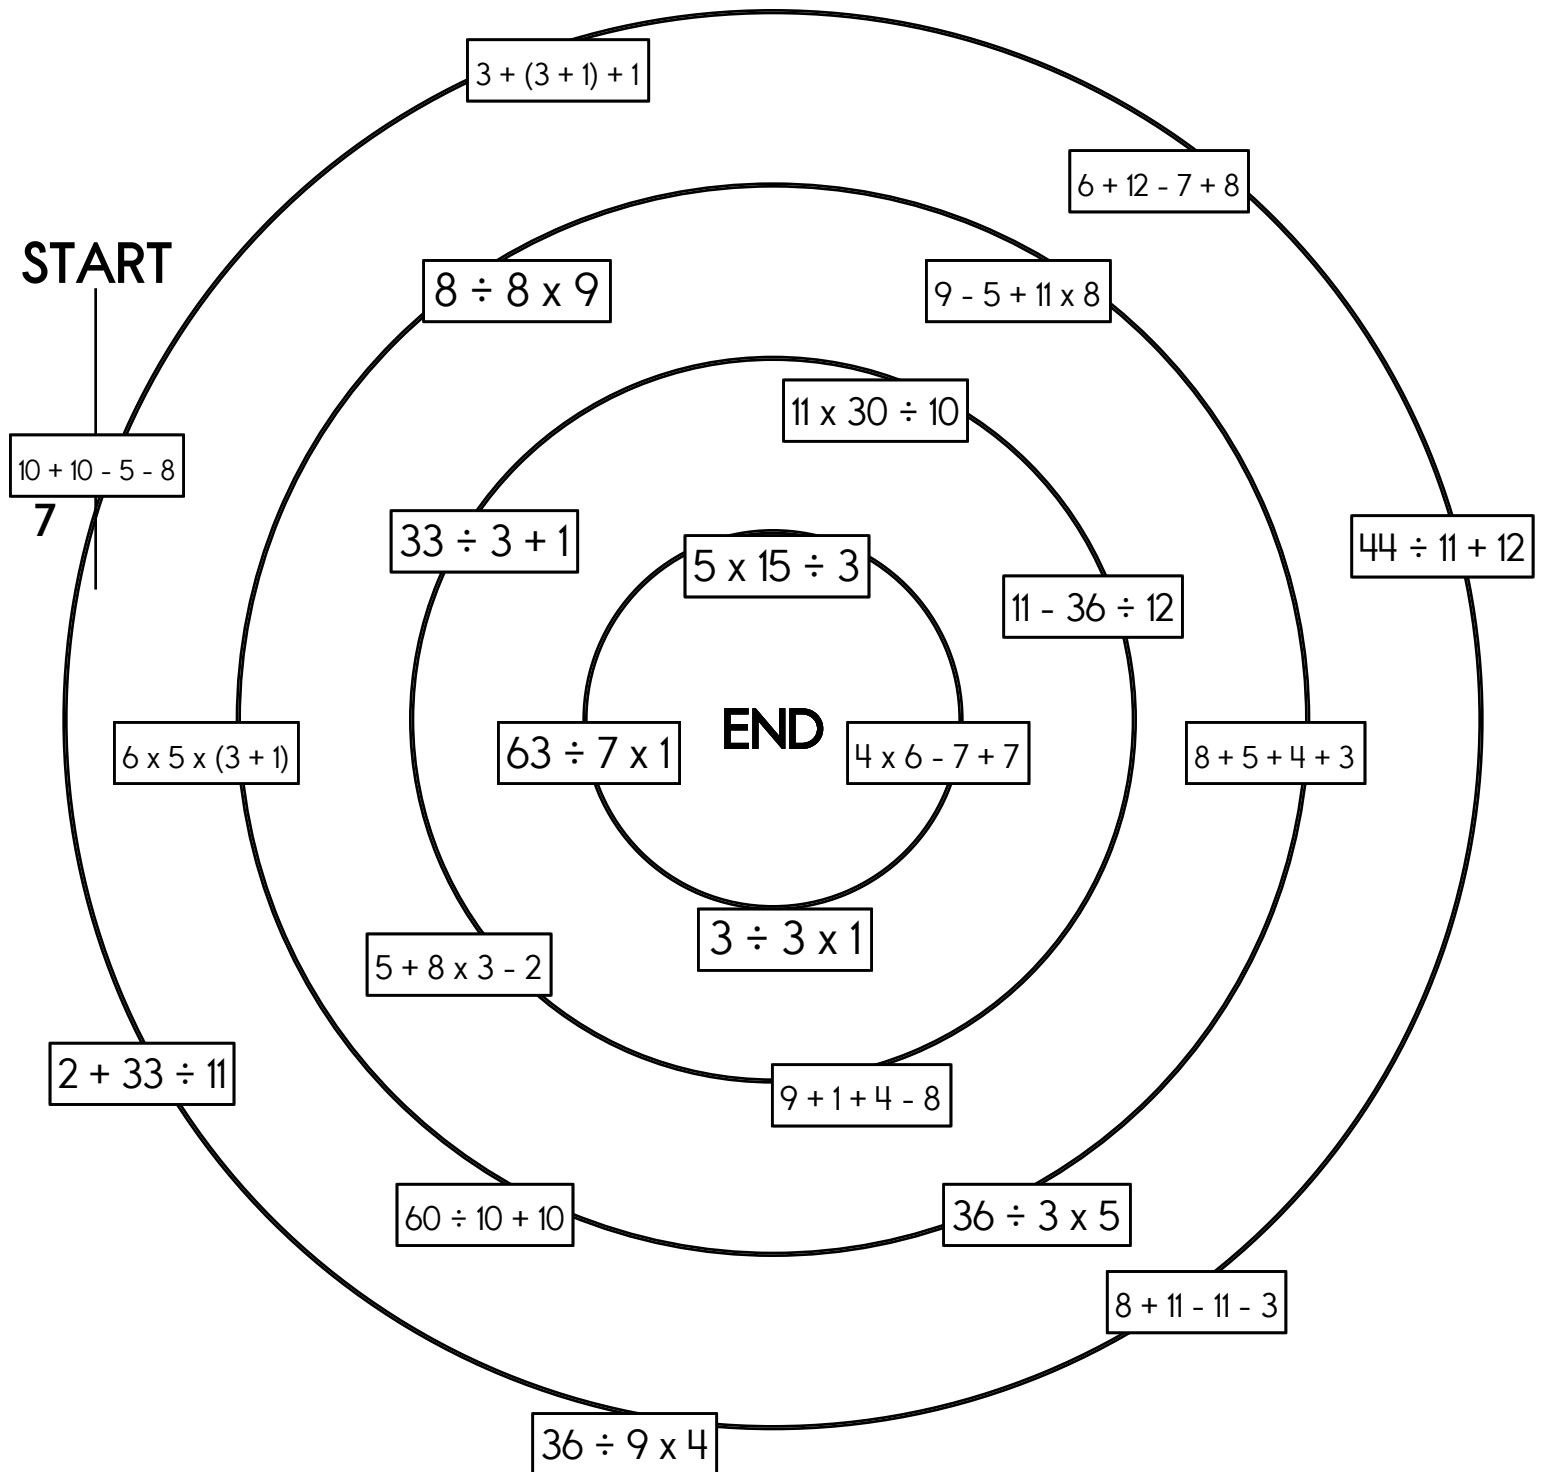 3 + (3 + 1) + 1
6 + 12 - 7 + 8
START
8 ÷ 8 x 9
9 - 5 + 11 x 8
11 x 30 ÷ 10
10 + 10 - 5 - 8
7
33 ÷ 3 + 1
44 ÷ 11 + 12
5 x 15 ÷ 3
11 - 36 ÷ 12
END
6 x 5 x (3 + 1)
63 ÷ 7 x 1
4 x 6 - 7 + 7
8 + 5 + 4 + 3
3 ÷ 3 x 1
5 + 8 x 3 - 2
2 + 33 ÷ 11
9 + 1 + 4 - 8
60 ÷ 10 + 10
36 ÷ 3 x 5
8 + 11 - 11 - 3
36 ÷ 9 x 4